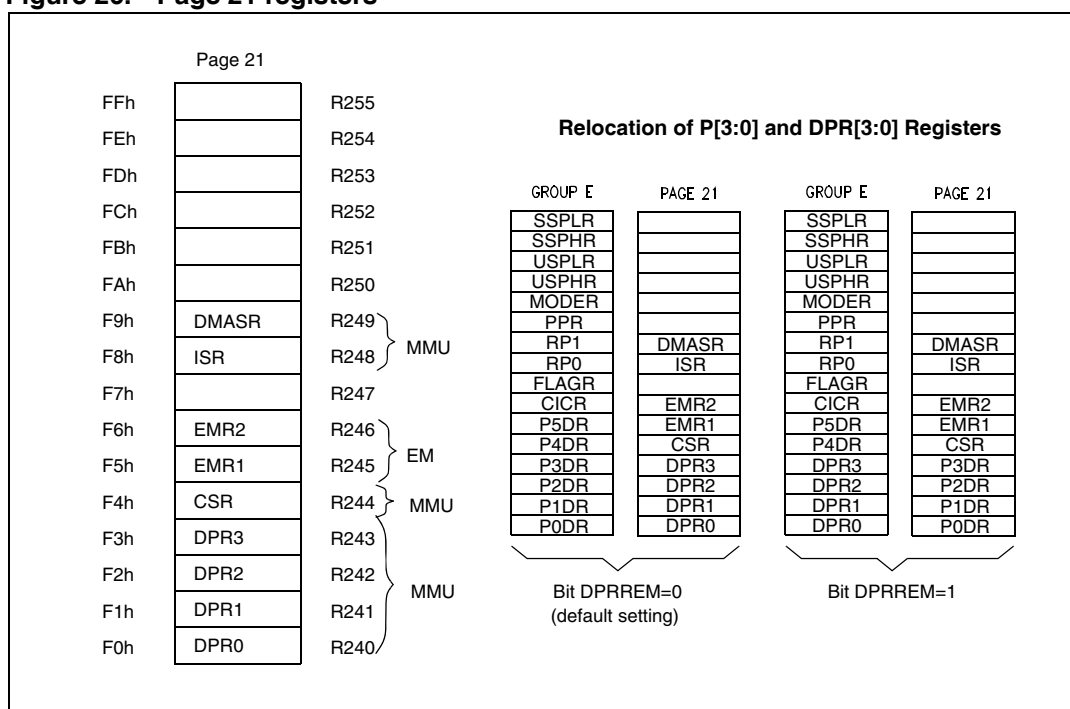 Figure Page 21 registers
Page 21
FFh R255
FEh R254
FDh R253
FCh R252
FBh R251
FAh R250
F9h DMASR R249
F8h ISR R248
MMU
F7h R247
F6h EMR2 R246
F5h EMR1 R245
EM
F4h CSR R244 MMU
F3h DPR3 R243
F2h DPR2 R242
F1h DPR1 R241
F0h DPR0 R240
MMU
Relocation of P[3:0] and DPR[3:0] Registers
GROUP E PAGE 21 GROUP E PAGE 21
SSPLR SSPLR
SSPHR SSPHR
USPLR USPLR
USPHR USPHR
MODER MODER
PPR PPR
RP1 DMASR RP1 DMASR
RP0 ISR RP0 ISR
FLAGR FLAGR
CICR EMR2 CICR EMR2
P5DR EMR1 P5DR EMR1
P4DR CSR P4DR CSR
P3DR DPR3 DPR3 P3DR
P2DR DPR2 DPR2 P2DR
P1DR DPR1 DPR1 P1DR
P0DR DPR0 DPR0 P0DR
Bit DPRREM=0 Bit DPRREM=1
(default setting)